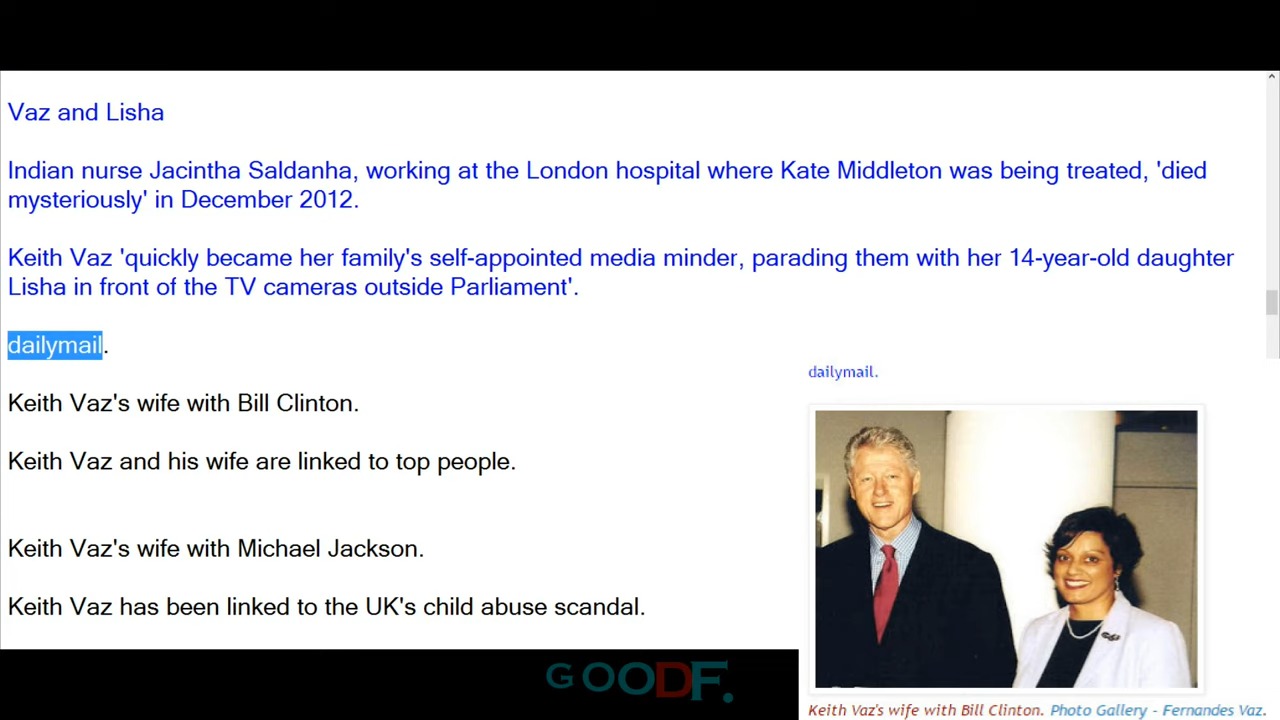 Vaz and Lisha
Indian nurse Jacintha Saldanha, working at the London hospital where Kate Middleton was being treated, 'died
mysteriously' in December 2012.
Keith Vaz 'quickly became her family's self-appointed media minder, parading them with her 14-year-old daughter
Lisha in front of the TV cameras outside Parliament'.
dailymail.
Keith Vaz's wife with Bill Clinton.
Keith Vaz and his wife are linked to top people.
Keith Vaz's wife with Michael Jackson.
Keith Vaz has been linked to the UK's child abuse scandal.
dailymail.
Keith Vaz's wife with Bill Clinton. Photo Gallery - Fernandes Vaz.
GOODF.